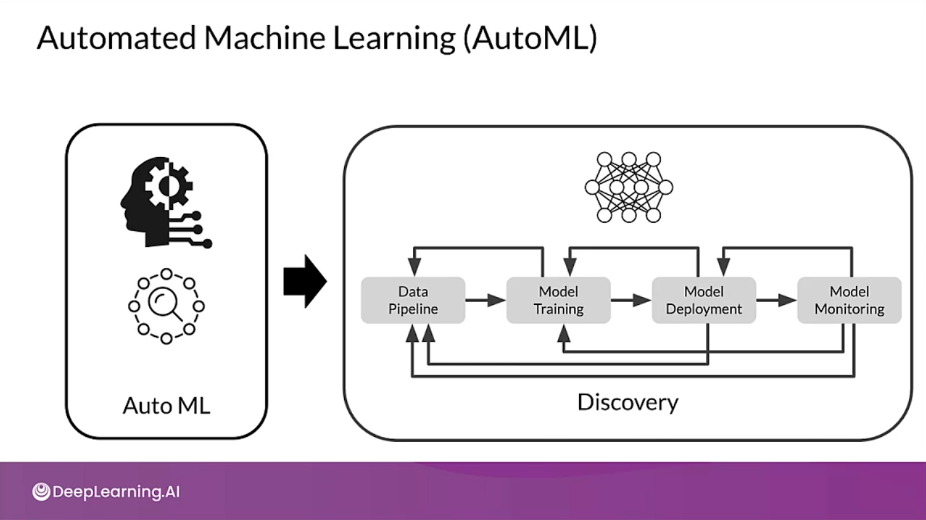 Automated Machine Learning (AutoML)
Auto ML
Data
Pipeline
Model
Training
Model
Deployment
Model
Monitoring
Discovery
DeepLearning.AI